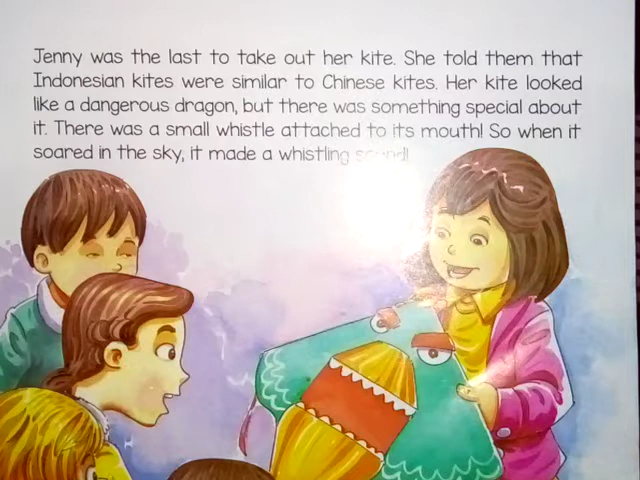 Jenny was the last to take out her kite. She told them that
Indonesian kites were similar to Chinese kites. Her kite looked
like a dangerous dragon, but there was something special about
it. There was a small whistle attached to its mouth! So when it
soared in the sky, it made a whistling sound!